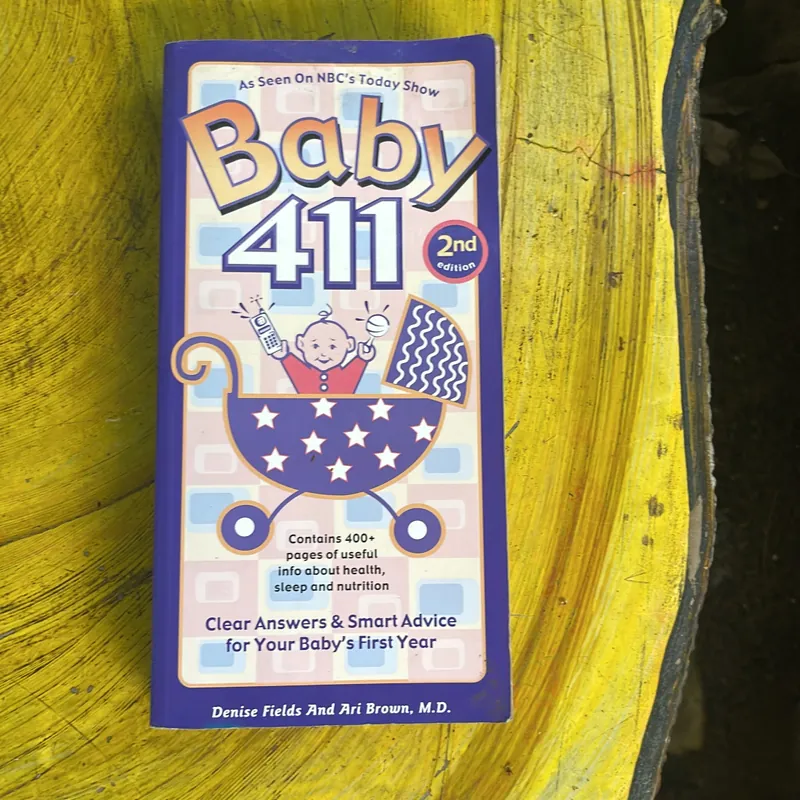 As Seen On NBC's Today Show
Baby
411
2nd
edition
Contains 400+
pages of useful
info about health,
sleep and nutrition
Clear Answers & Smart Advice
for Your Baby's First Year
Denise Fields And Ari Brown, M.D.